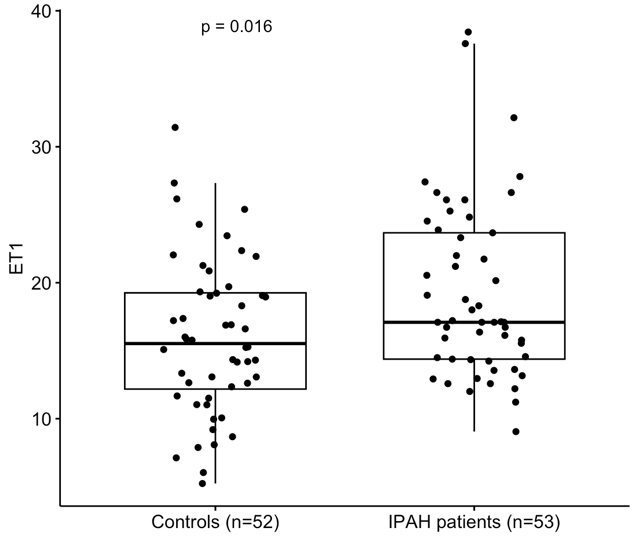 p = 0.016
40
30
20
10
ET1
Controls (n=52)
IPAH patients (n=53)